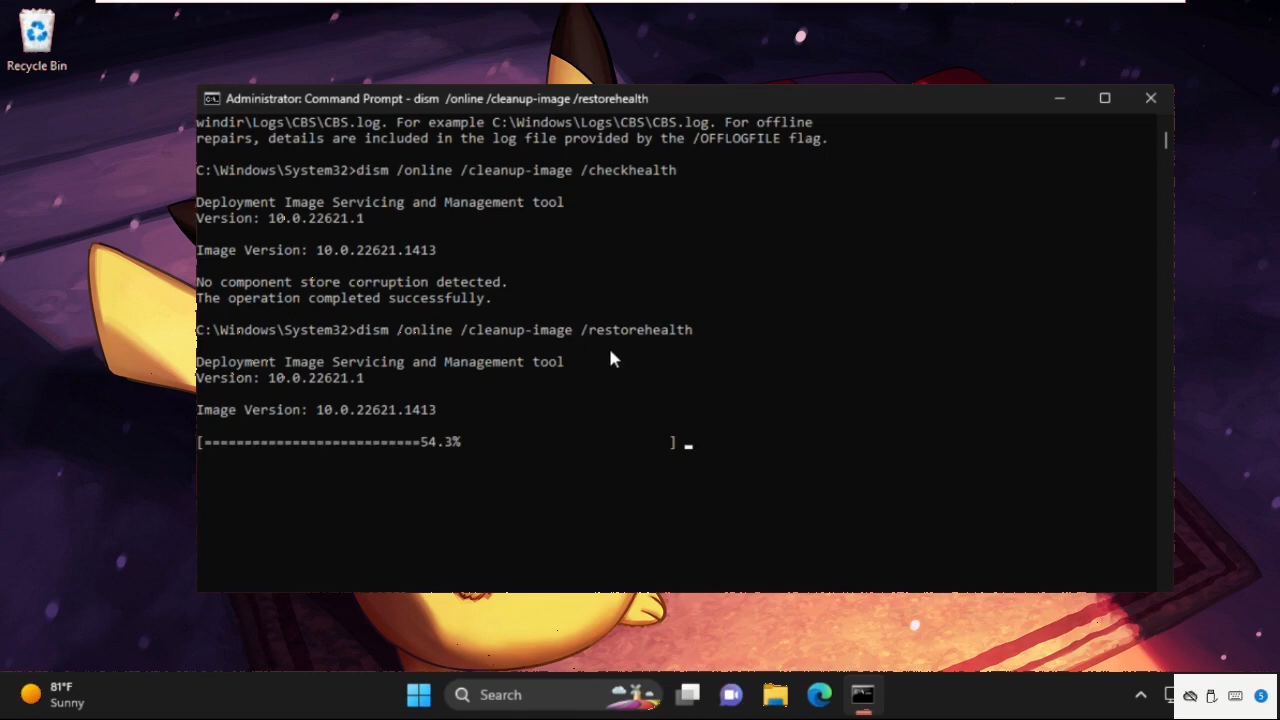 Recycle Bin
Administrator: Command Prompt - dism  /online /cleanup-image /restorehealth
windir\Logs\CBS\CBS.log. For example C:\Windows\Logs\CBS\CBS.log. For offline
repairs, details are included in the log file provided by the /OFFLOGFILE flag.
C:\Windows\System32>dism /online /cleanup-image /checkhealth
Deployment Image Servicing and Management tool
Version: 10.0.22621.1
Image Version: 10.0.22621.1413
No component store corruption detected.
The operation completed successfully.
C:\Windows\System32>dism /online /cleanup-image /restorehealth
Deployment Image Servicing and Management tool
Version: 10.0.22621.1
Image Version: 10.0.22621.1413
[===========================54.3%                          ]
81°F
Sunny
Search
5